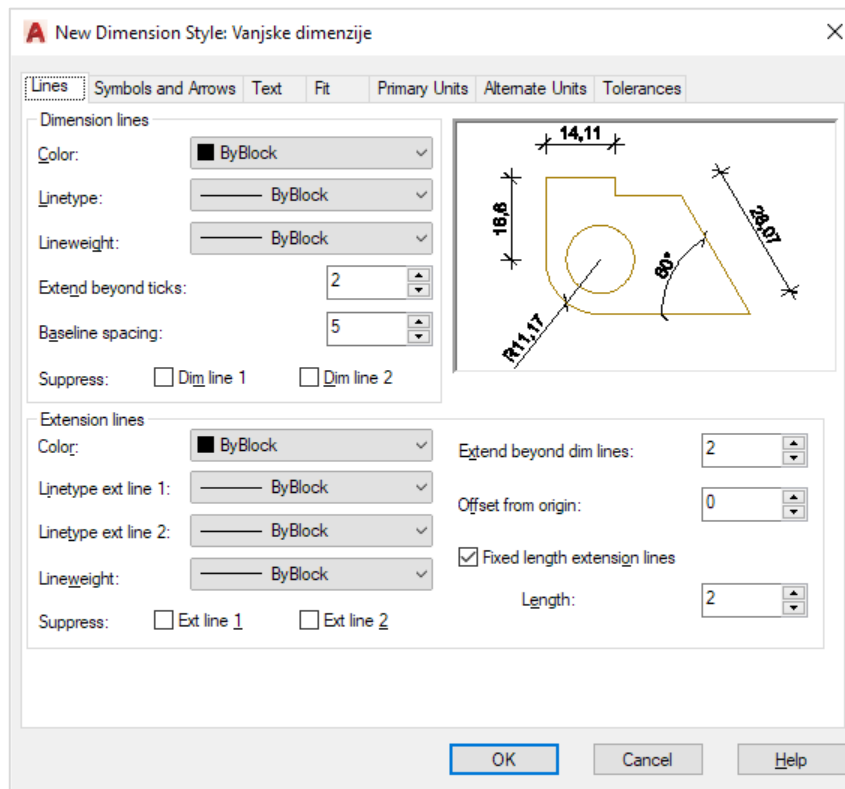 New Dimension Style: Vanjske dimenzije
Lines Symbols and Arrows Text Fit Primary Units Alternate Units Tolerances
Dimension lines
Color: ByBlock
Linetype: ByBlock
Lineweight: ByBlock
Extend beyond ticks: 2
Baseline spacing: 5
Suppress: Dim line 1 Dim line 2
14,11
16,6
28,07
60°
R11,17
Extension lines
Color: ByBlock
Linetype ext line 1: ByBlock
Linetype ext line 2: ByBlock
Lineweight: ByBlock
Suppress: Ext line 1 Ext line 2
Extend beyond dim lines: 2
Offset from origin: 0
Fixed length extension lines
Length: 2
OK Cancel Help